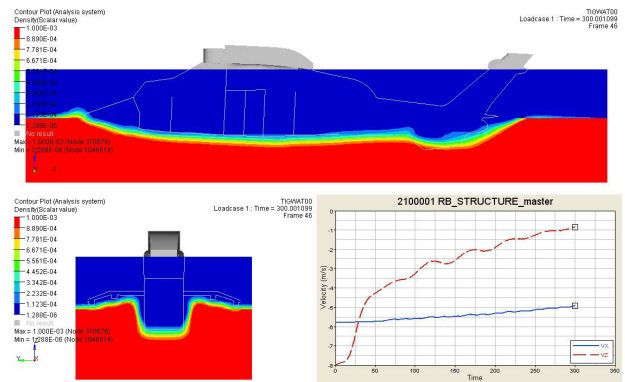 Contour Plot (Analysis system)
Density(Scalar value)
1.000E-03
8.890E-04
7.781E-04
6.671E-04
No result
Max = 1.000E-03 (Node 370678)
TIGWAT00
Loadcase 1 : Time = 300.001099
Frame 46
Contour Plot (Analysis system)
Density(Scalar value)
1.000E-03
8.890E-04
7.781E-04
6.671E-04
5.561E-04
4.452E-04
3.342E-04
2.232E-04
1.123E-04
1.288E-06
No result
Max = 1.000E-03 (Node 370678)
Min = 1.288E-06 (Node 1046614)
Y
X
TIGWAT00
Loadcase 1 : Time = 300.001099
Frame 46
2100001 RB_STRUCTURE_master
Velocity (m/s)
0
-1
-2
-3
-4
-5
-6
-7
-8
0
50
100
150
200
250
300
350
Time
VX
VZ